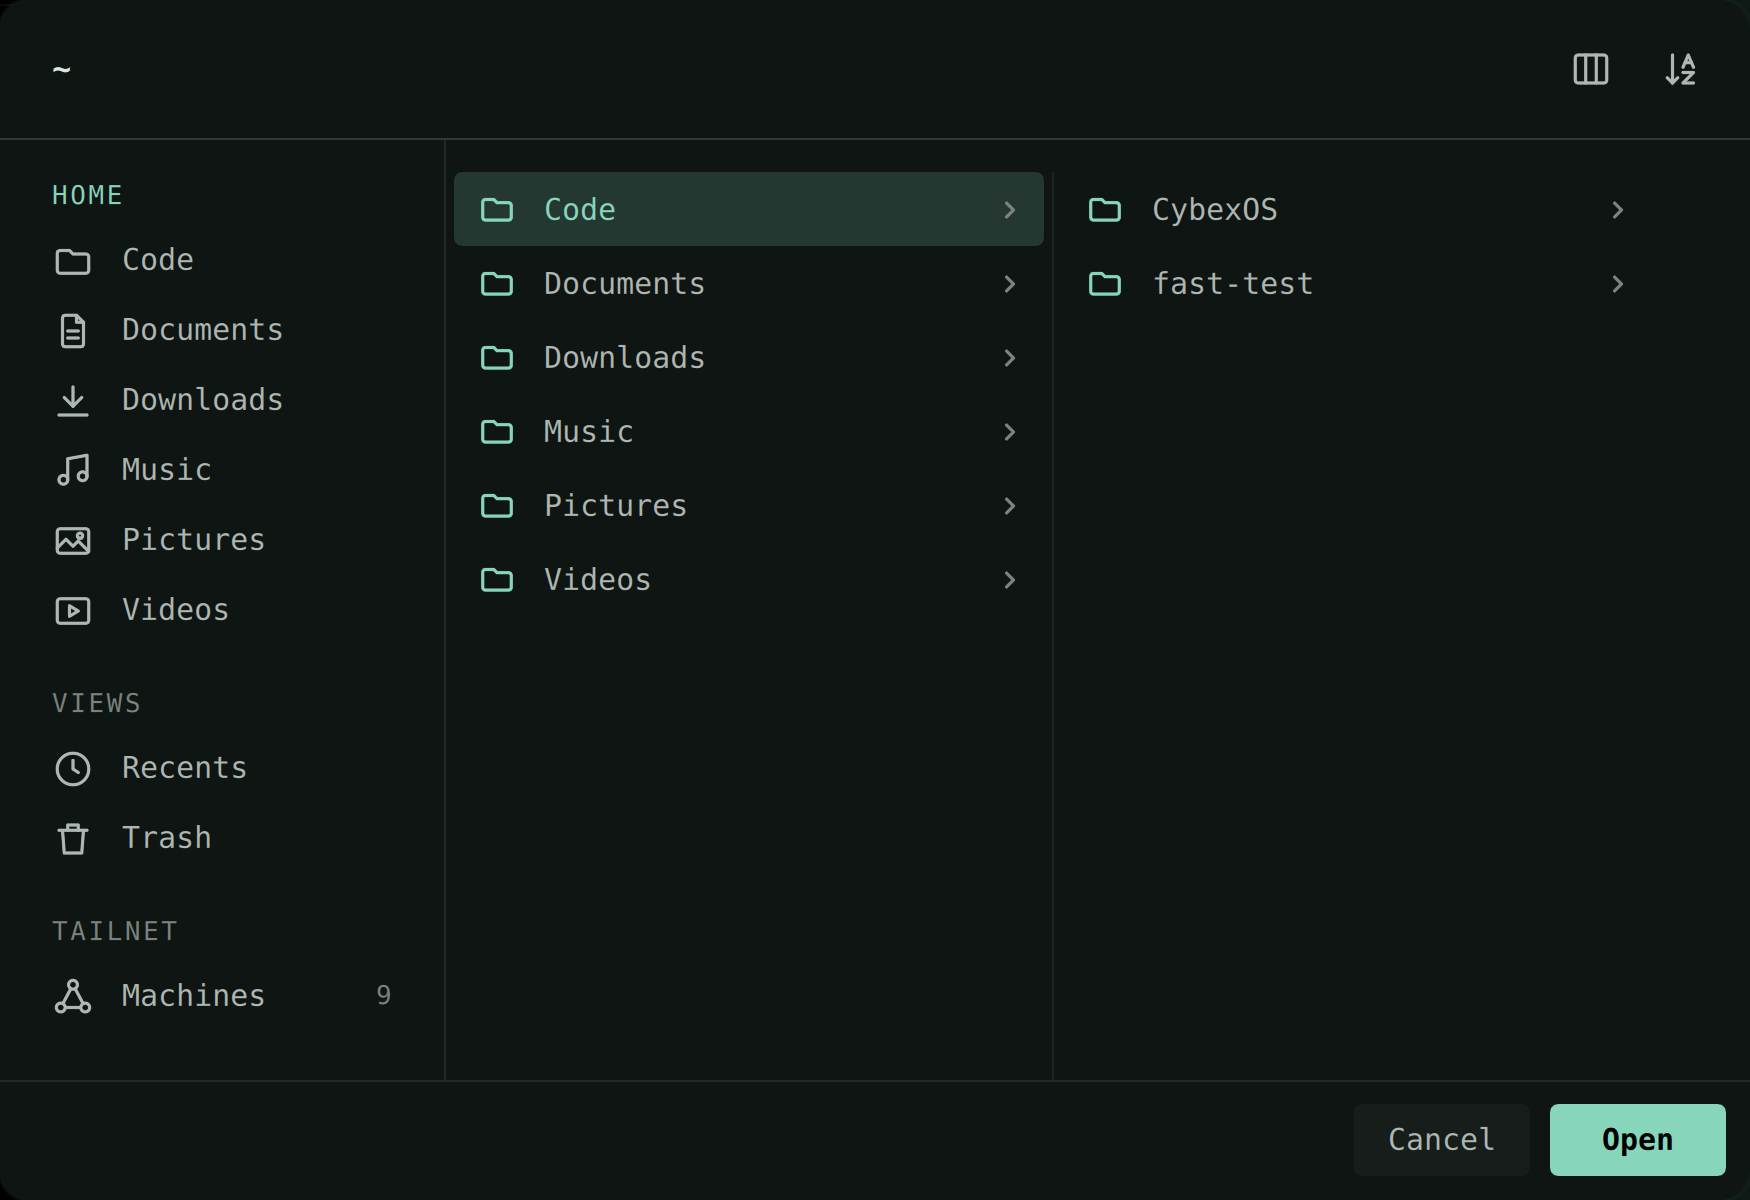 ~
HOME
Code
Documents
Downloads
Music
Pictures
Videos
VIEWS
Recents
Trash
TAILNET
Machines 9
Code
Documents
Downloads
Music
Pictures
Videos
CybexOS
fast-test
Cancel
Open